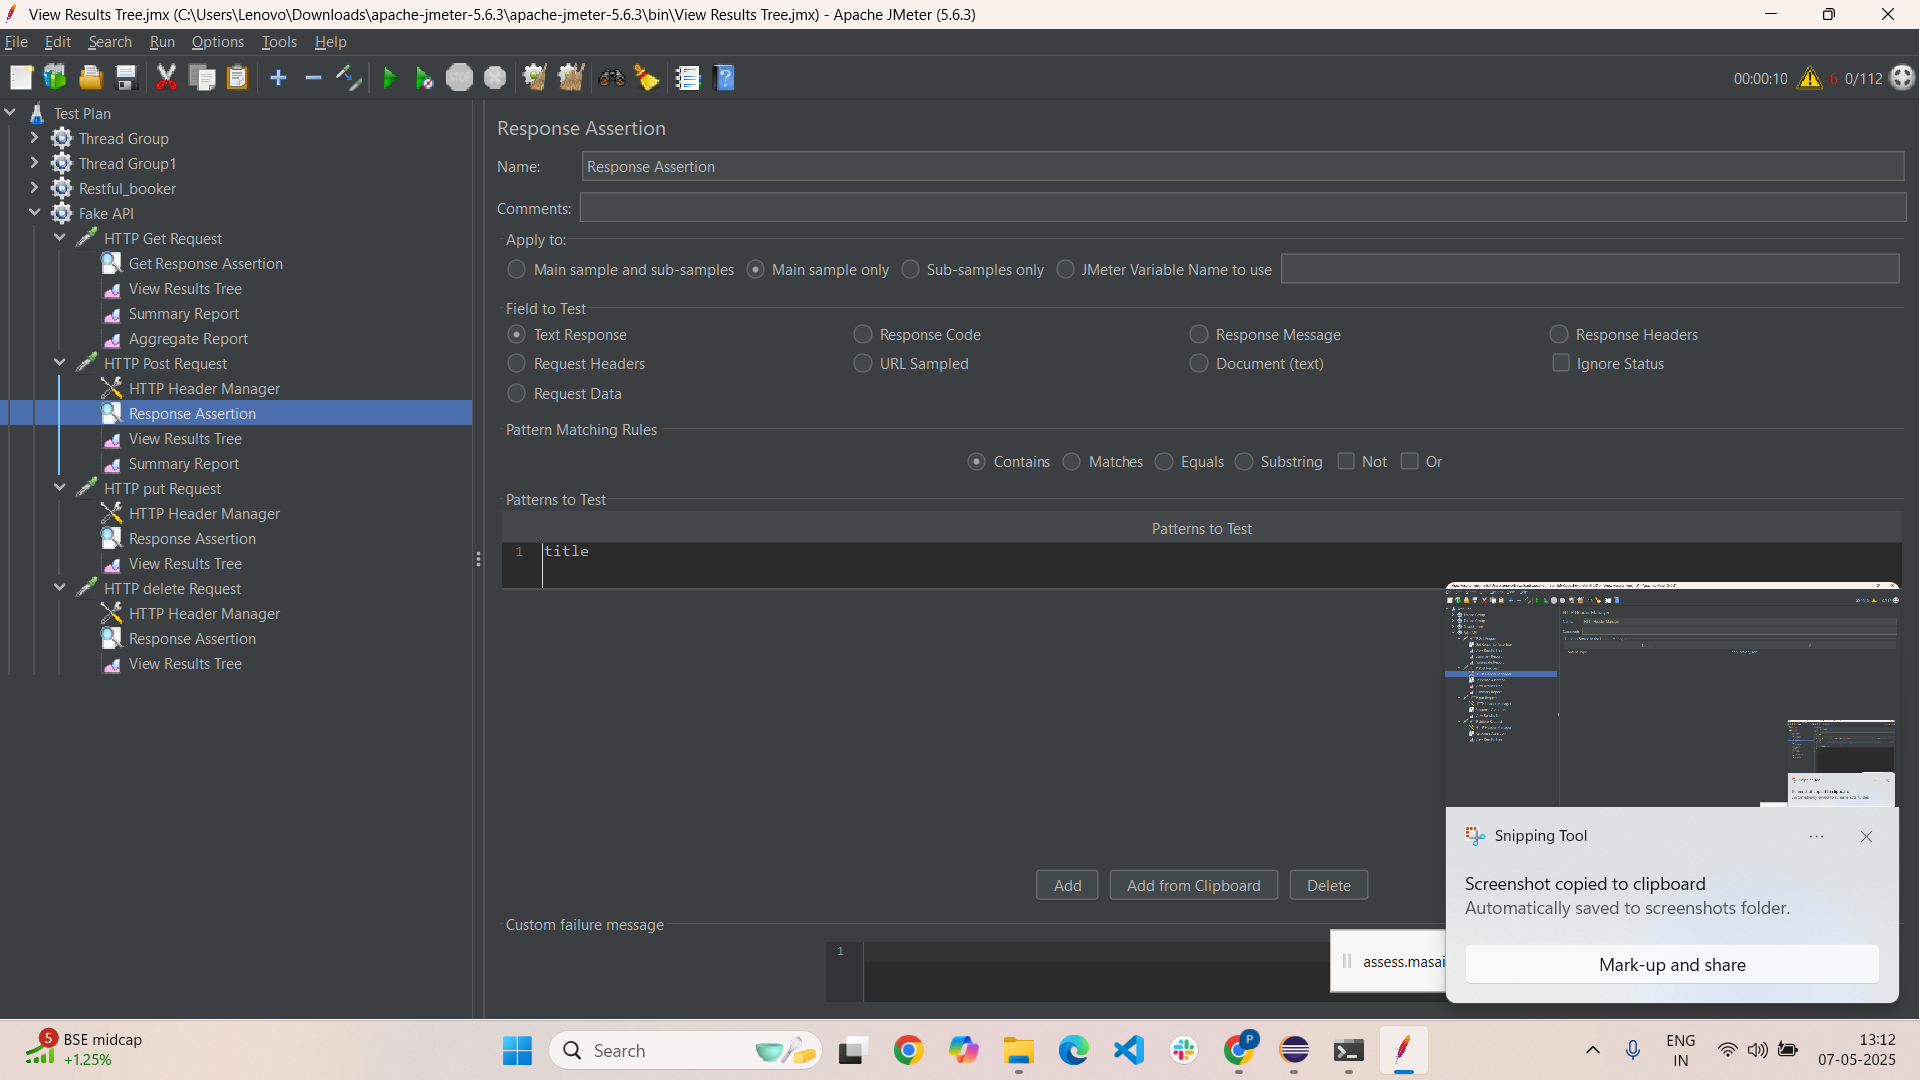 View Results Tree.jmx (C:\Users\Lenovo\Downloads\apache-jmeter-5.6.3\apache-jmeter-5.6.3\bin\View Results Tree.jmx) - Apache JMeter (5.6.3)
File Edit Search Run Options Tools Help
STOP
00:00:10 6 0/112
Test Plan
Thread Group
Thread Group1
Restful_booker
Fake API
HTTP Get Request
Get Response Assertion
View Results Tree
Summary Report
Aggregate Report
HTTP Post Request
HTTP Header Manager
Response Assertion
View Results Tree
Summary Report
HTTP put Request
HTTP Header Manager
Response Assertion
View Results Tree
HTTP delete Request
HTTP Header Manager
Response Assertion
View Results Tree
Response Assertion
Name: Response Assertion
Comments:
Apply to:
Main sample and sub-samples Main sample only Sub-samples only JMeter Variable Name to use
Field to Test
Text Response Response Code Response Message Response Headers
Request Headers URL Sampled Document (text) Ignore Status
Request Data
Pattern Matching Rules
Contains Matches Equals Substring Not Or
Patterns to Test
Patterns to Test
1 title
Add Add from Clipboard Delete
Custom failure message
1
assess.masai
Snipping Tool
Screenshot copied to clipboard
Automatically saved to screenshots folder.
Mark-up and share
5
BSE midcap
+1.25%
Search
P
ENG
IN
13:12
07-05-2025